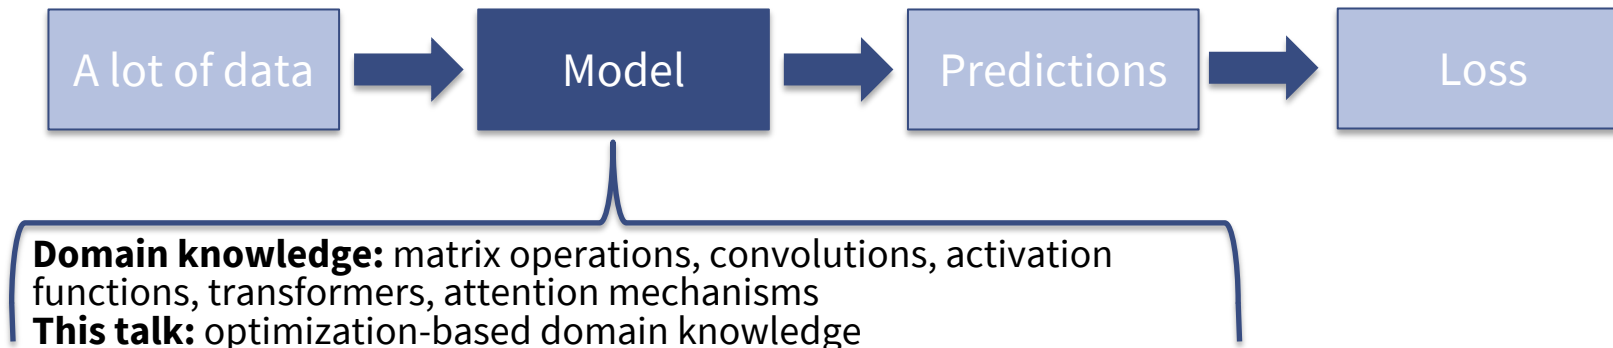 A lot of data
Model
Predictions
Loss
Domain knowledge: matrix operations, convolutions, activation
functions, transformers, attention mechanisms
This talk: optimization-based domain knowledge